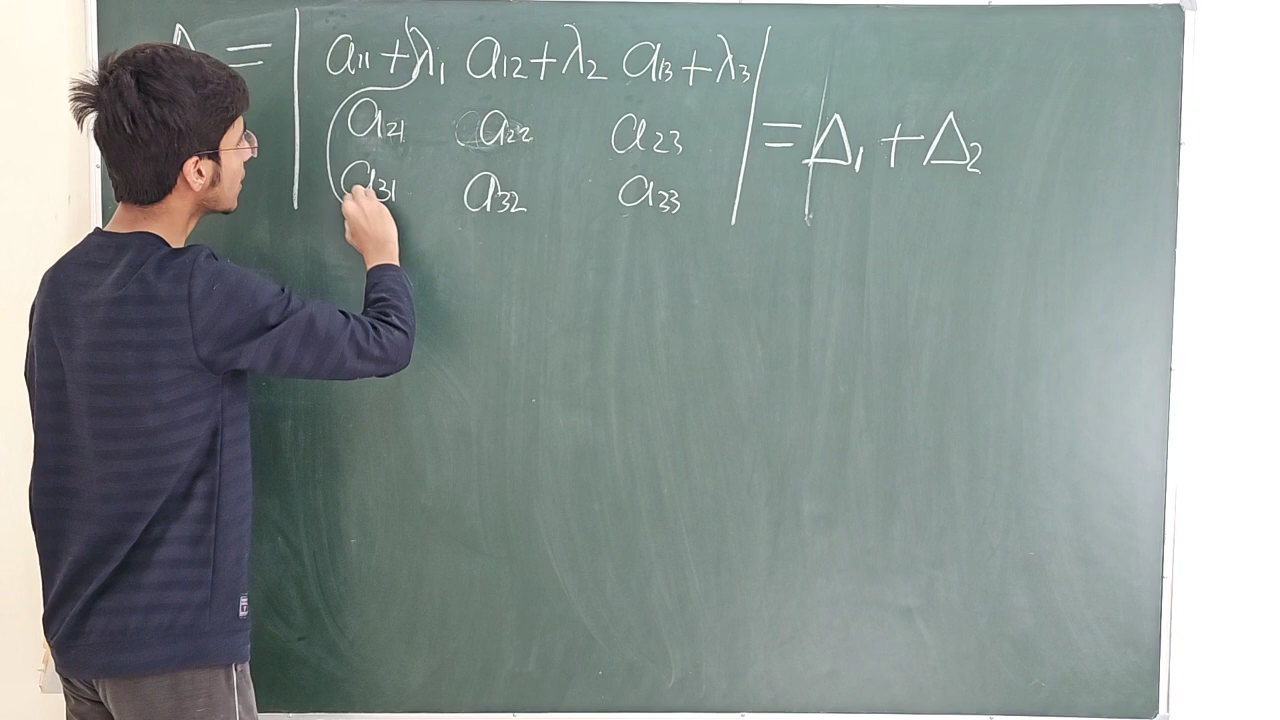 Δ = | a11 + λ1 a12 + λ2 a13 + λ3 |
| a21 a22 a23 | = Δ1 + Δ2
| a31 a32 a33 |